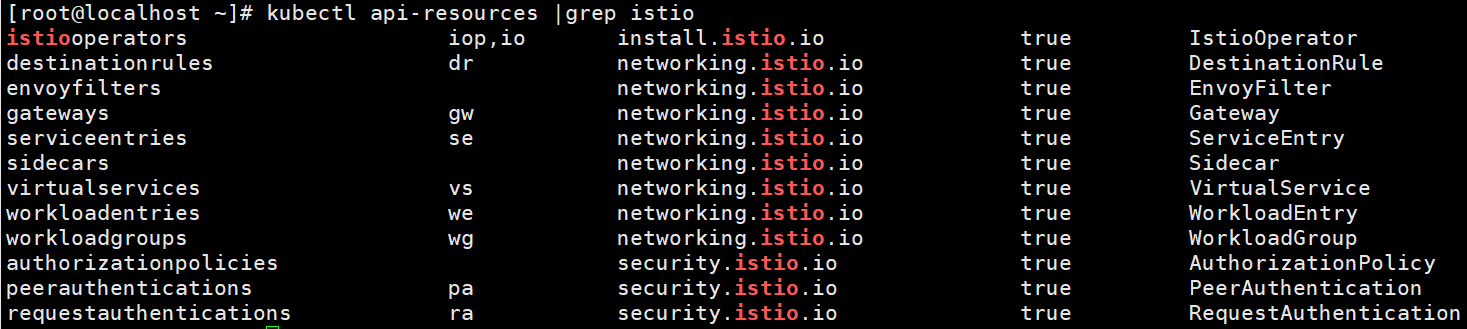 [root@localhost ~]# kubectl api-resources |grep istio
istiooperators iop,io install.istio.io true IstioOperator
destinationrules dr networking.istio.io true DestinationRule
envoyfilters networking.istio.io true EnvoyFilter
gateways gw networking.istio.io true Gateway
serviceentries se networking.istio.io true ServiceEntry
sidecars networking.istio.io true Sidecar
virtualservices vs networking.istio.io true VirtualService
workloadentries we networking.istio.io true WorkloadEntry
workloadgroups wg networking.istio.io true WorkloadGroup
authorizationpolicies security.istio.io true AuthorizationPolicy
peerauthentications pa security.istio.io true PeerAuthentication
requestauthentications ra security.istio.io true RequestAuthentication